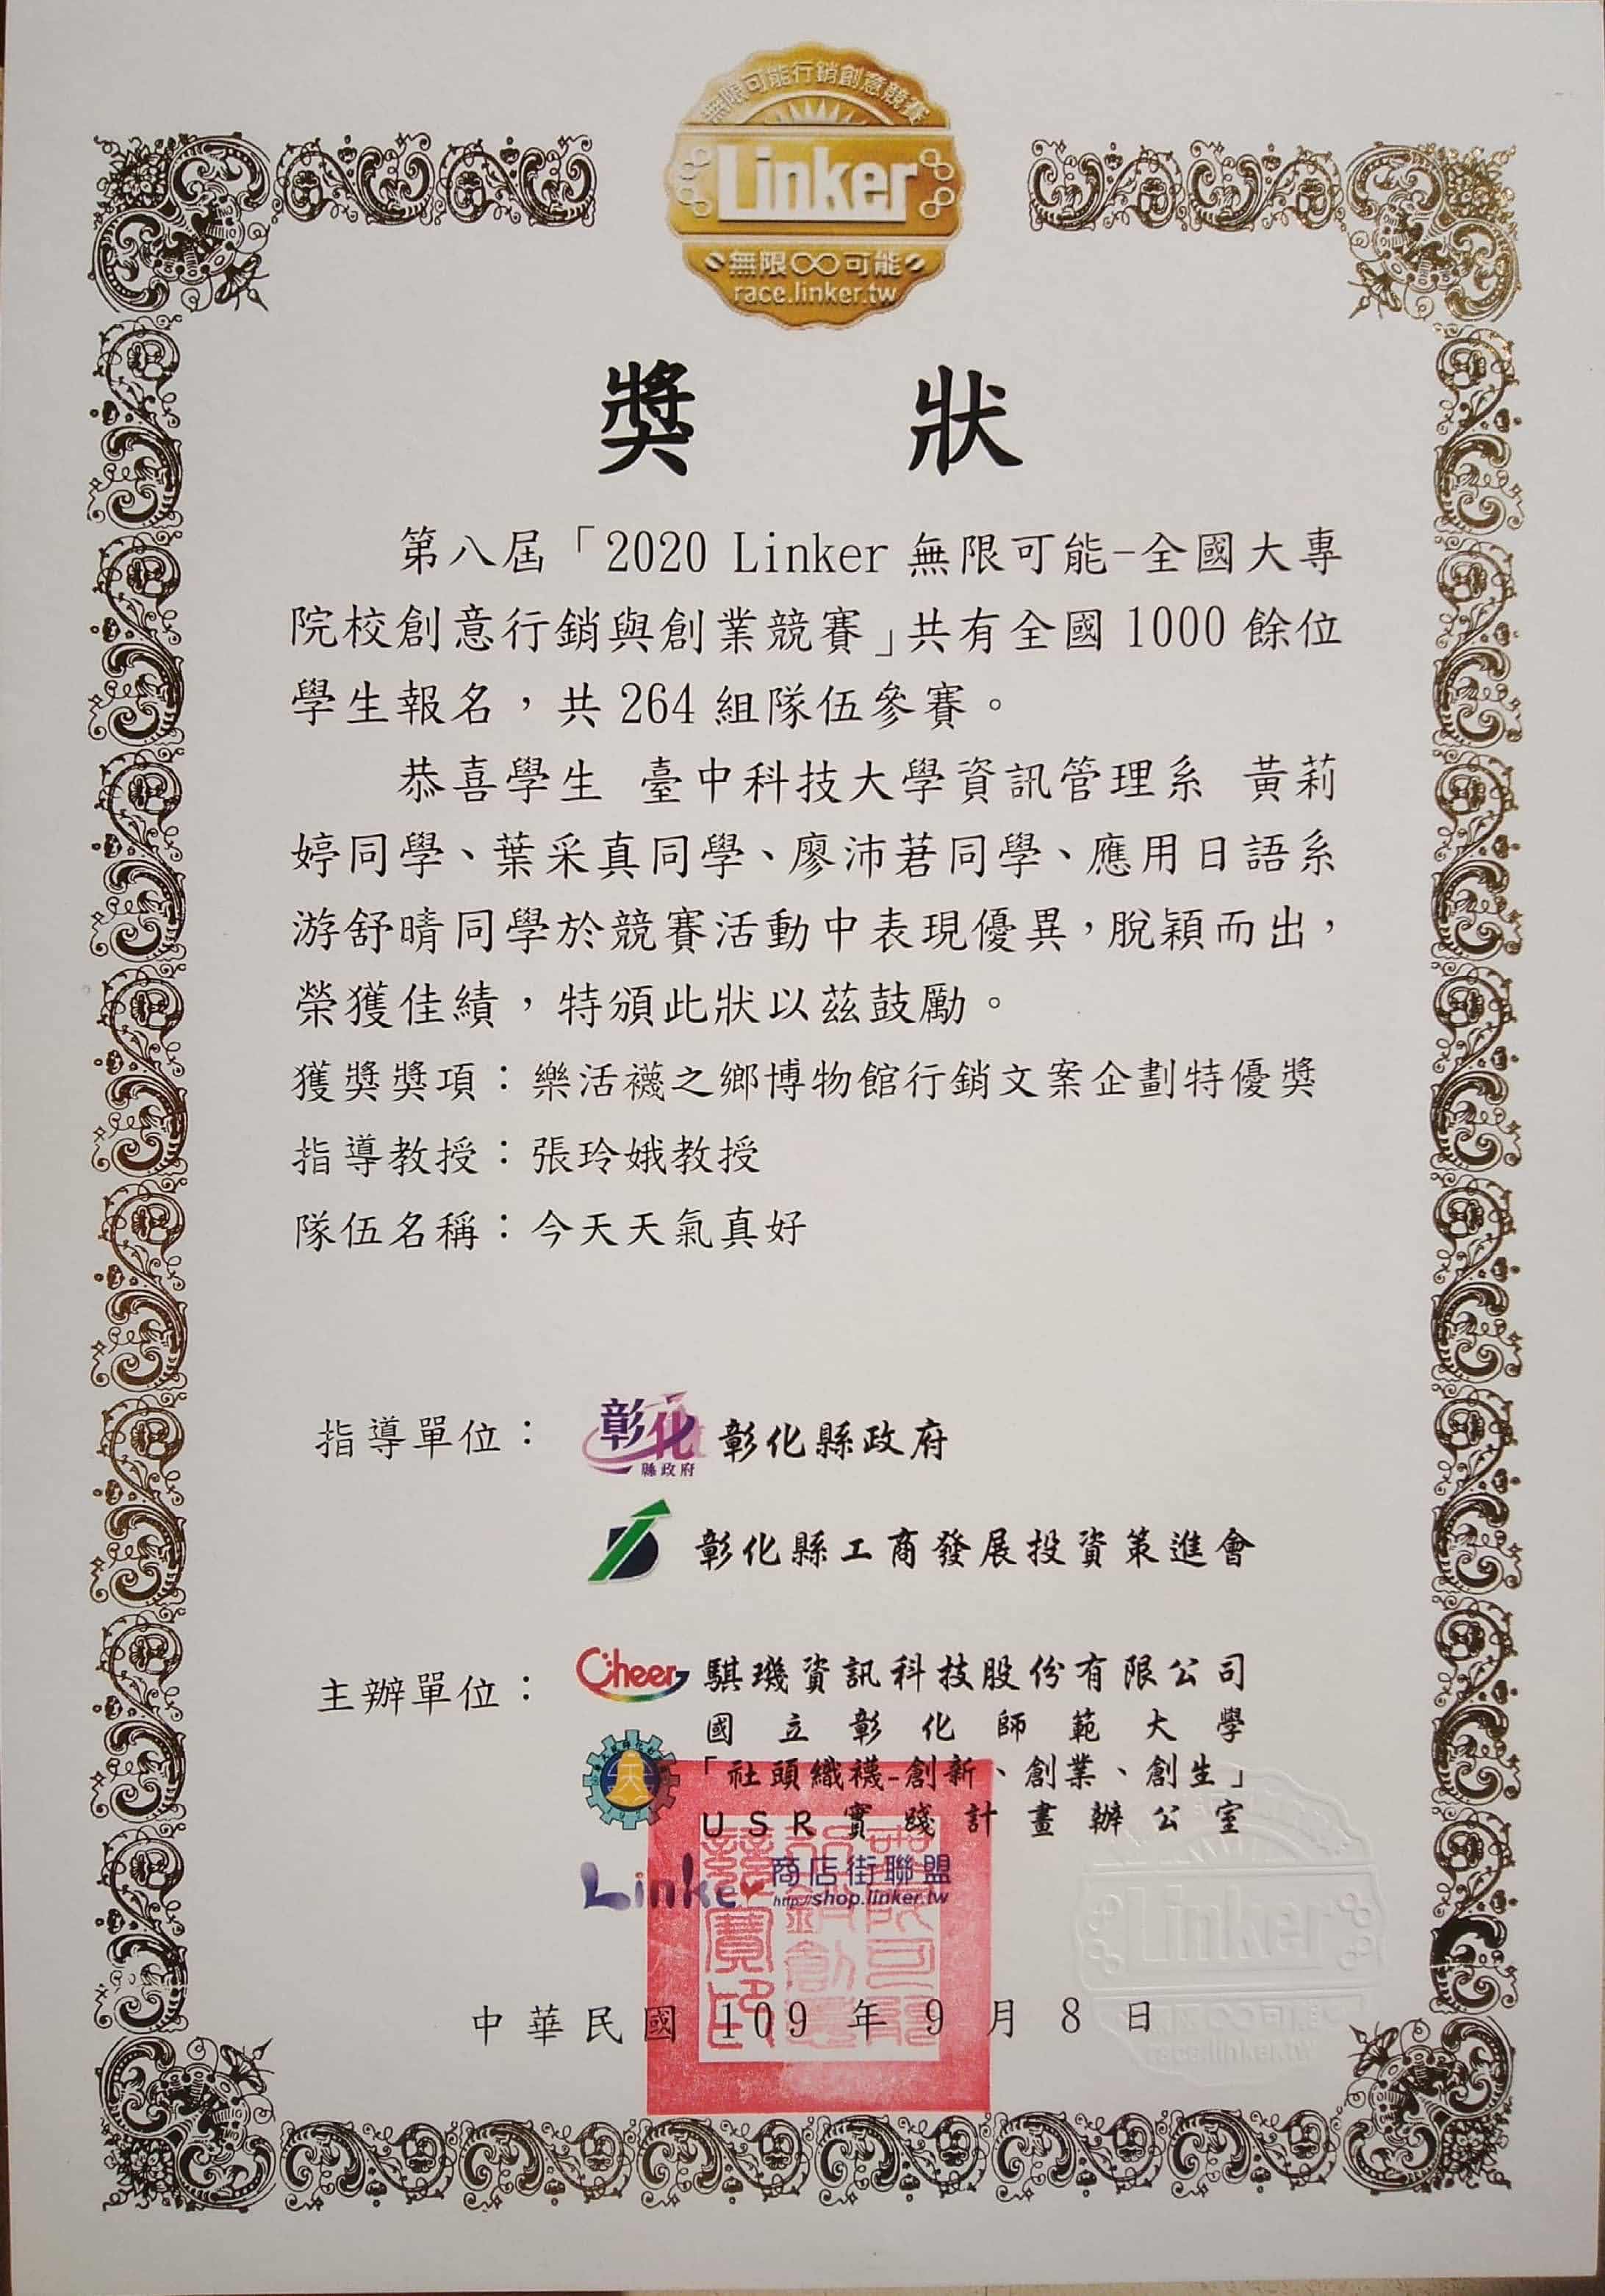 無限可能行銷創意競賽
Linker
無限∞可能
race.linker.tw
獎 狀
第八屆「2020 Linker 無限可能-全國大專
院校創意行銷與創業競賽」共有全國 1000 餘位
學生報名，共 264 組隊伍參賽。
恭喜學生 臺中科技大學資訊管理系 黃莉
婷同學、葉采真同學、廖沛莙同學、應用日語系
游舒晴同學於競賽活動中表現優異，脫穎而出，
榮獲佳績，特頒此狀以茲鼓勵。
獲獎獎項：樂活襪之鄉博物館行銷文案企劃特優獎
指導教授：張玲娥教授
隊伍名稱：今天天氣真好
指導單位： 彰化縣政府 彰化縣政府
彰化縣工商發展投資策進會
主辦單位： Cheer 騏璣資訊科技股份有限公司
國立彰化師範大學
「社頭織襪-創新、創業、創生」
USR實踐計畫辦公室
Linker 商店街聯盟
http://shop.linker.tw
無限可能
行銷創意
競賽寶印
Linker
race.linker.tw
中華民國 109 年 9 月 8 日